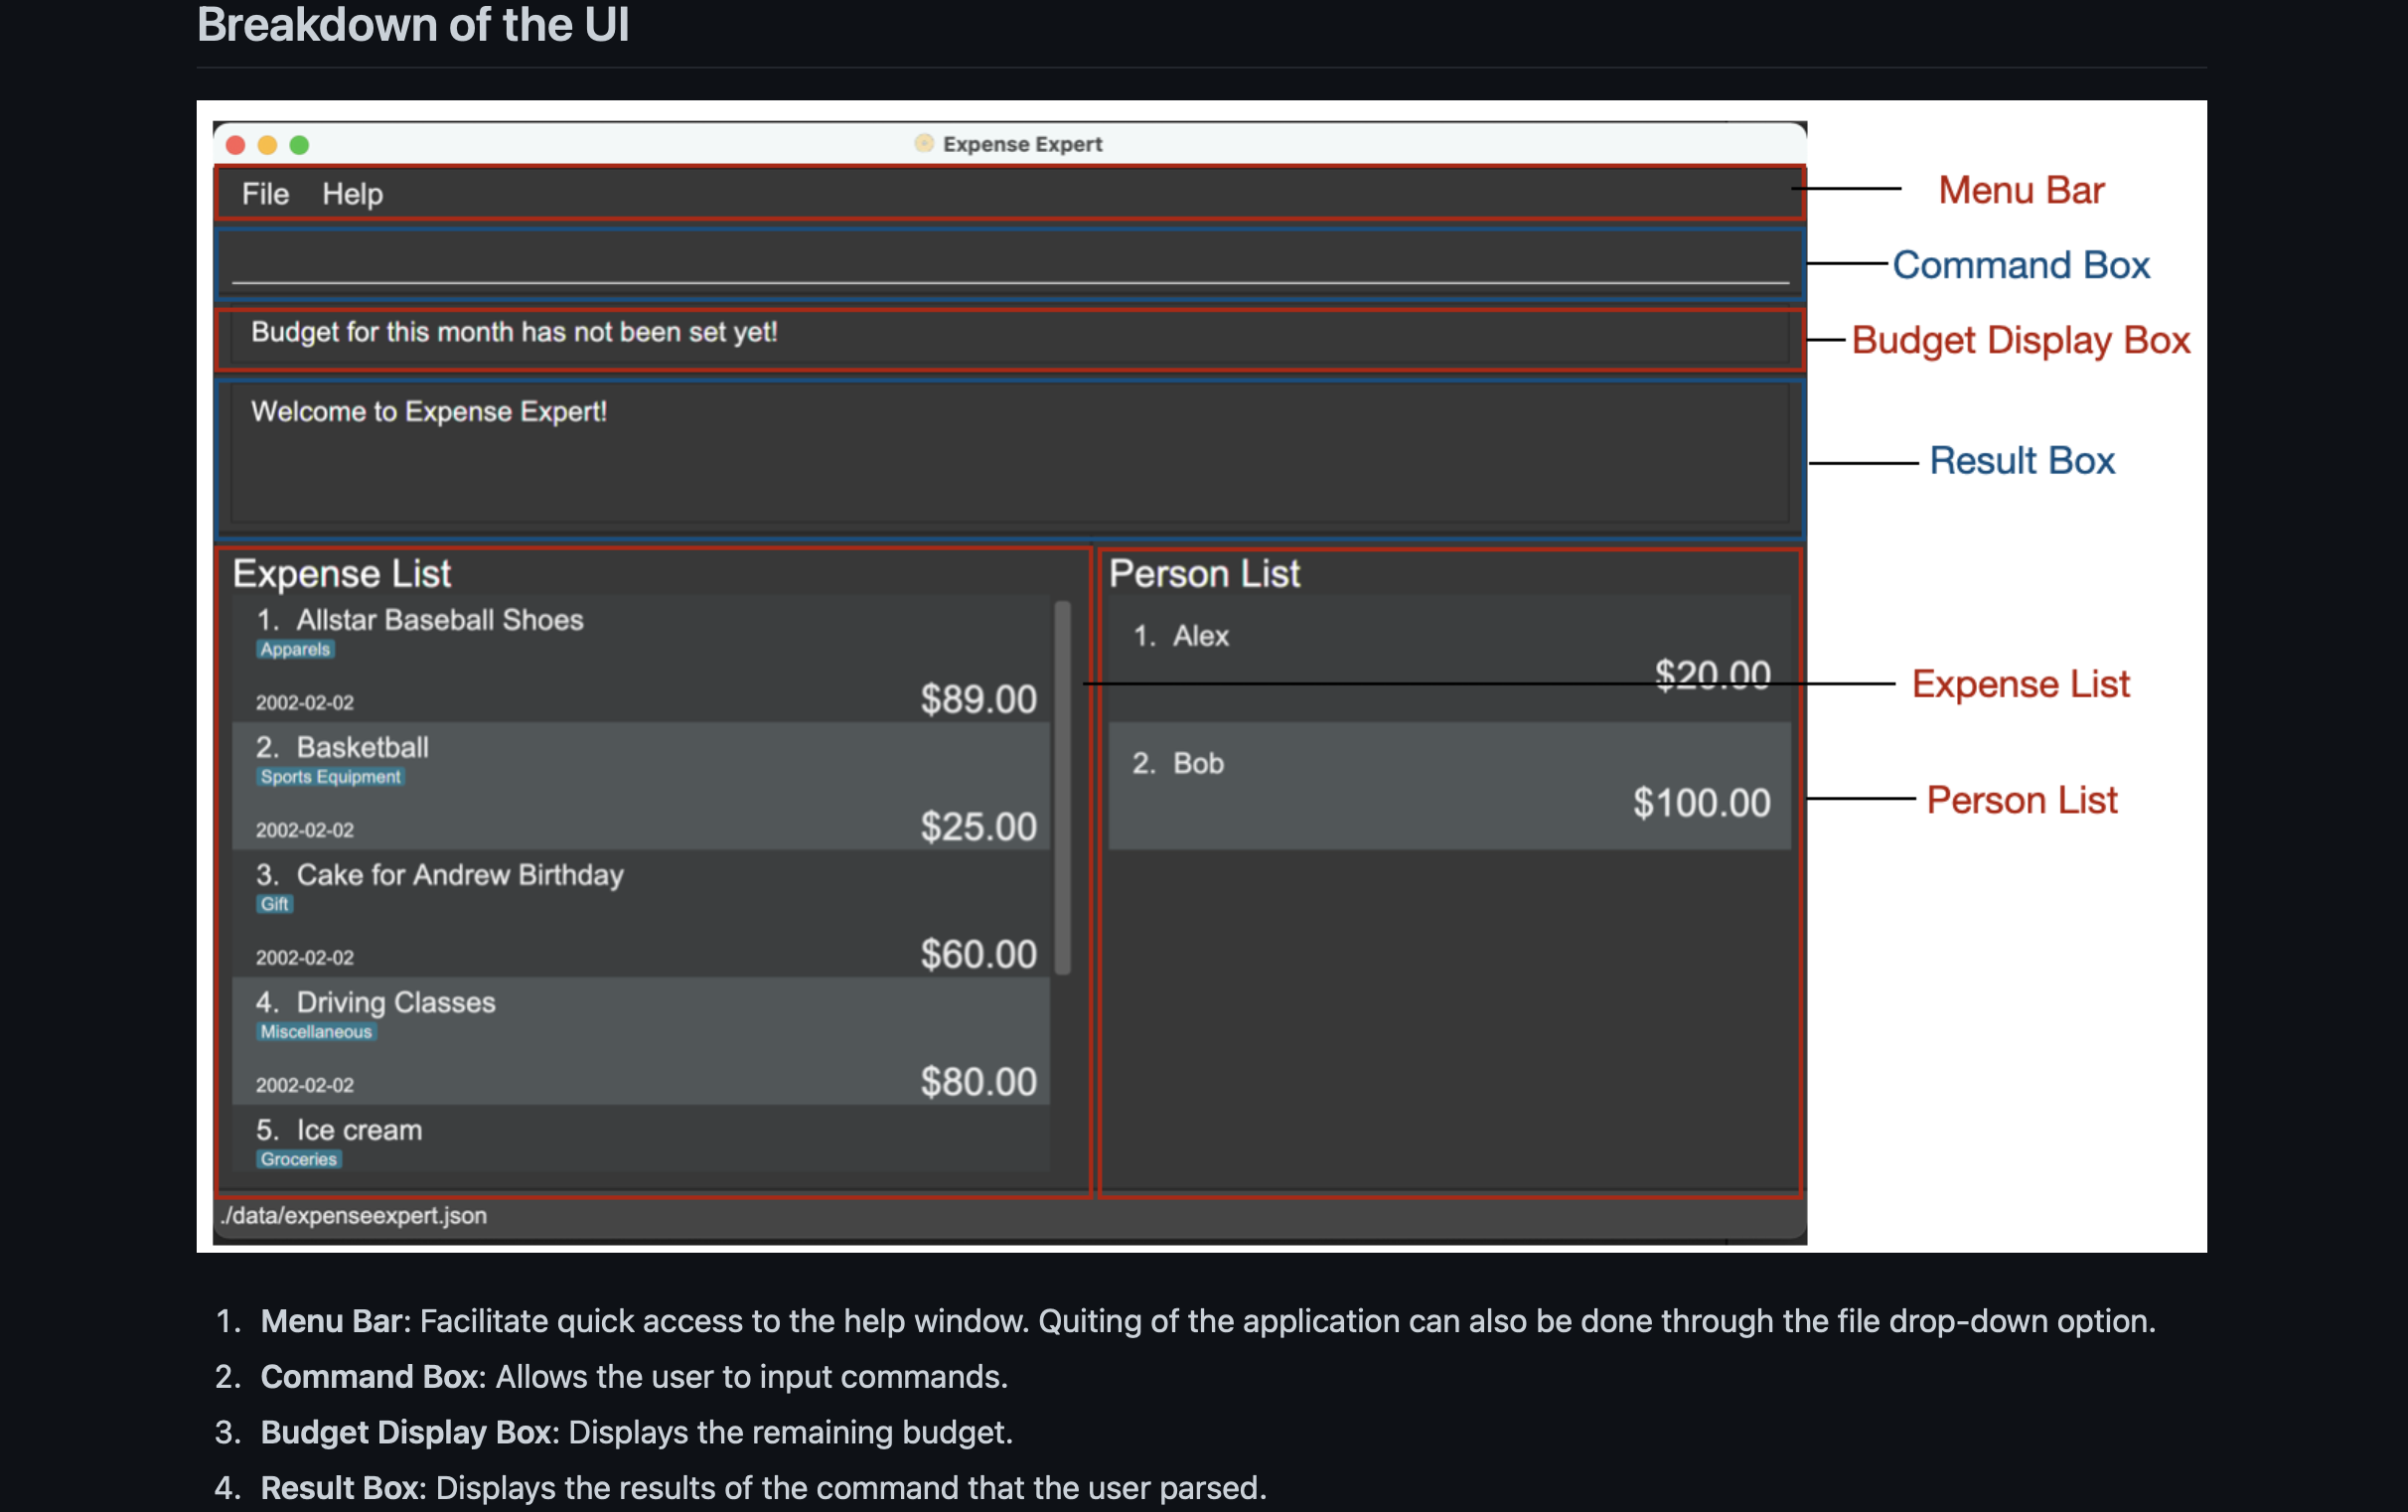 Breakdown of the UI
Expense Expert
File Help
Menu Bar
Command Box
Budget for this month has not been set yet!
Budget Display Box
Welcome to Expense Expert!
Result Box
Expense List
1. Allstar Baseball Shoes
Apparels
2002-02-02
$89.00
2. Basketball
Sports Equipment
2002-02-02
$25.00
3. Cake for Andrew Birthday
Gift
2002-02-02
$60.00
4. Driving Classes
Miscellaneous
2002-02-02
$80.00
5. Ice cream
Groceries
Person List
1. Alex
$20.00
2. Bob
$100.00
Expense List
Person List
./data/expenseexpert.json
1. Menu Bar: Facilitate quick access to the help window. Quiting of the application can also be done through the file drop-down option.
2. Command Box: Allows the user to input commands.
3. Budget Display Box: Displays the remaining budget.
4. Result Box: Displays the results of the command that the user parsed.